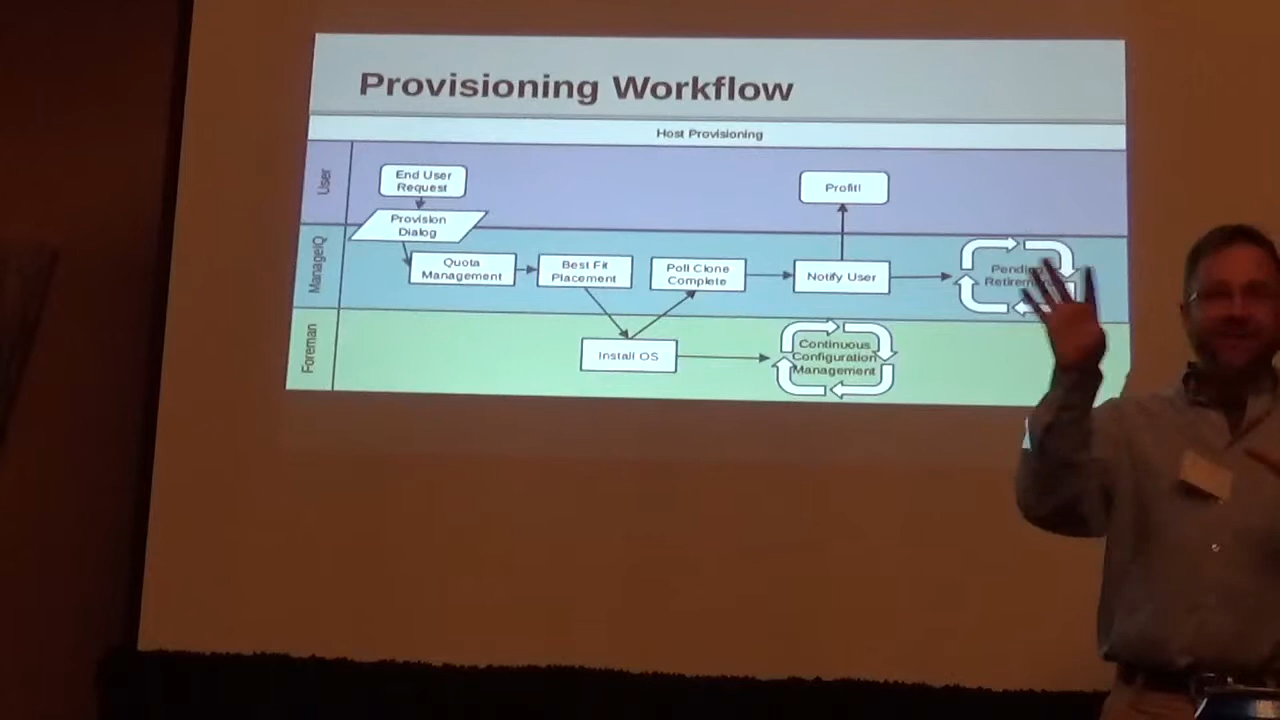 Provisioning Workflow
Host Provisioning
User
End User
Request
Profit!
Provision
Dialog
ManageIQ
Quota
Management
Best Fit
Placement
Poll Clone
Complete
Notify User
Pending
Foreman
Install OS
Continuous
Configuration
Management